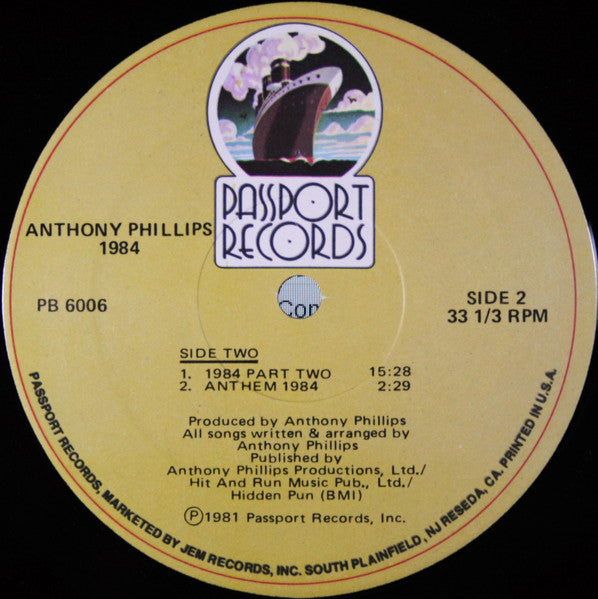 PASSPORT
RECORDS
ANTHONY PHILLIPS
1984
PB 6006
SIDE 2
33 1/3 RPM
Con
SIDE TWO
1. 1984 PART TWO 15:28
2. ANTHEM 1984 2:29
Produced by Anthony Phillips
All songs written & arranged by
Anthony Phillips
Published by
Anthony Phillips Productions, Ltd./
Hit And Run Music Pub., Ltd./
Hidden Pun (BMI)
Ⓟ1981 Passport Records, Inc.
PASSPORT RECORDS, MARKETED BY JEM RECORDS, INC. SOUTH PLAINFIELD, NJ RESEDA, CA. PRINTED IN U.S.A.